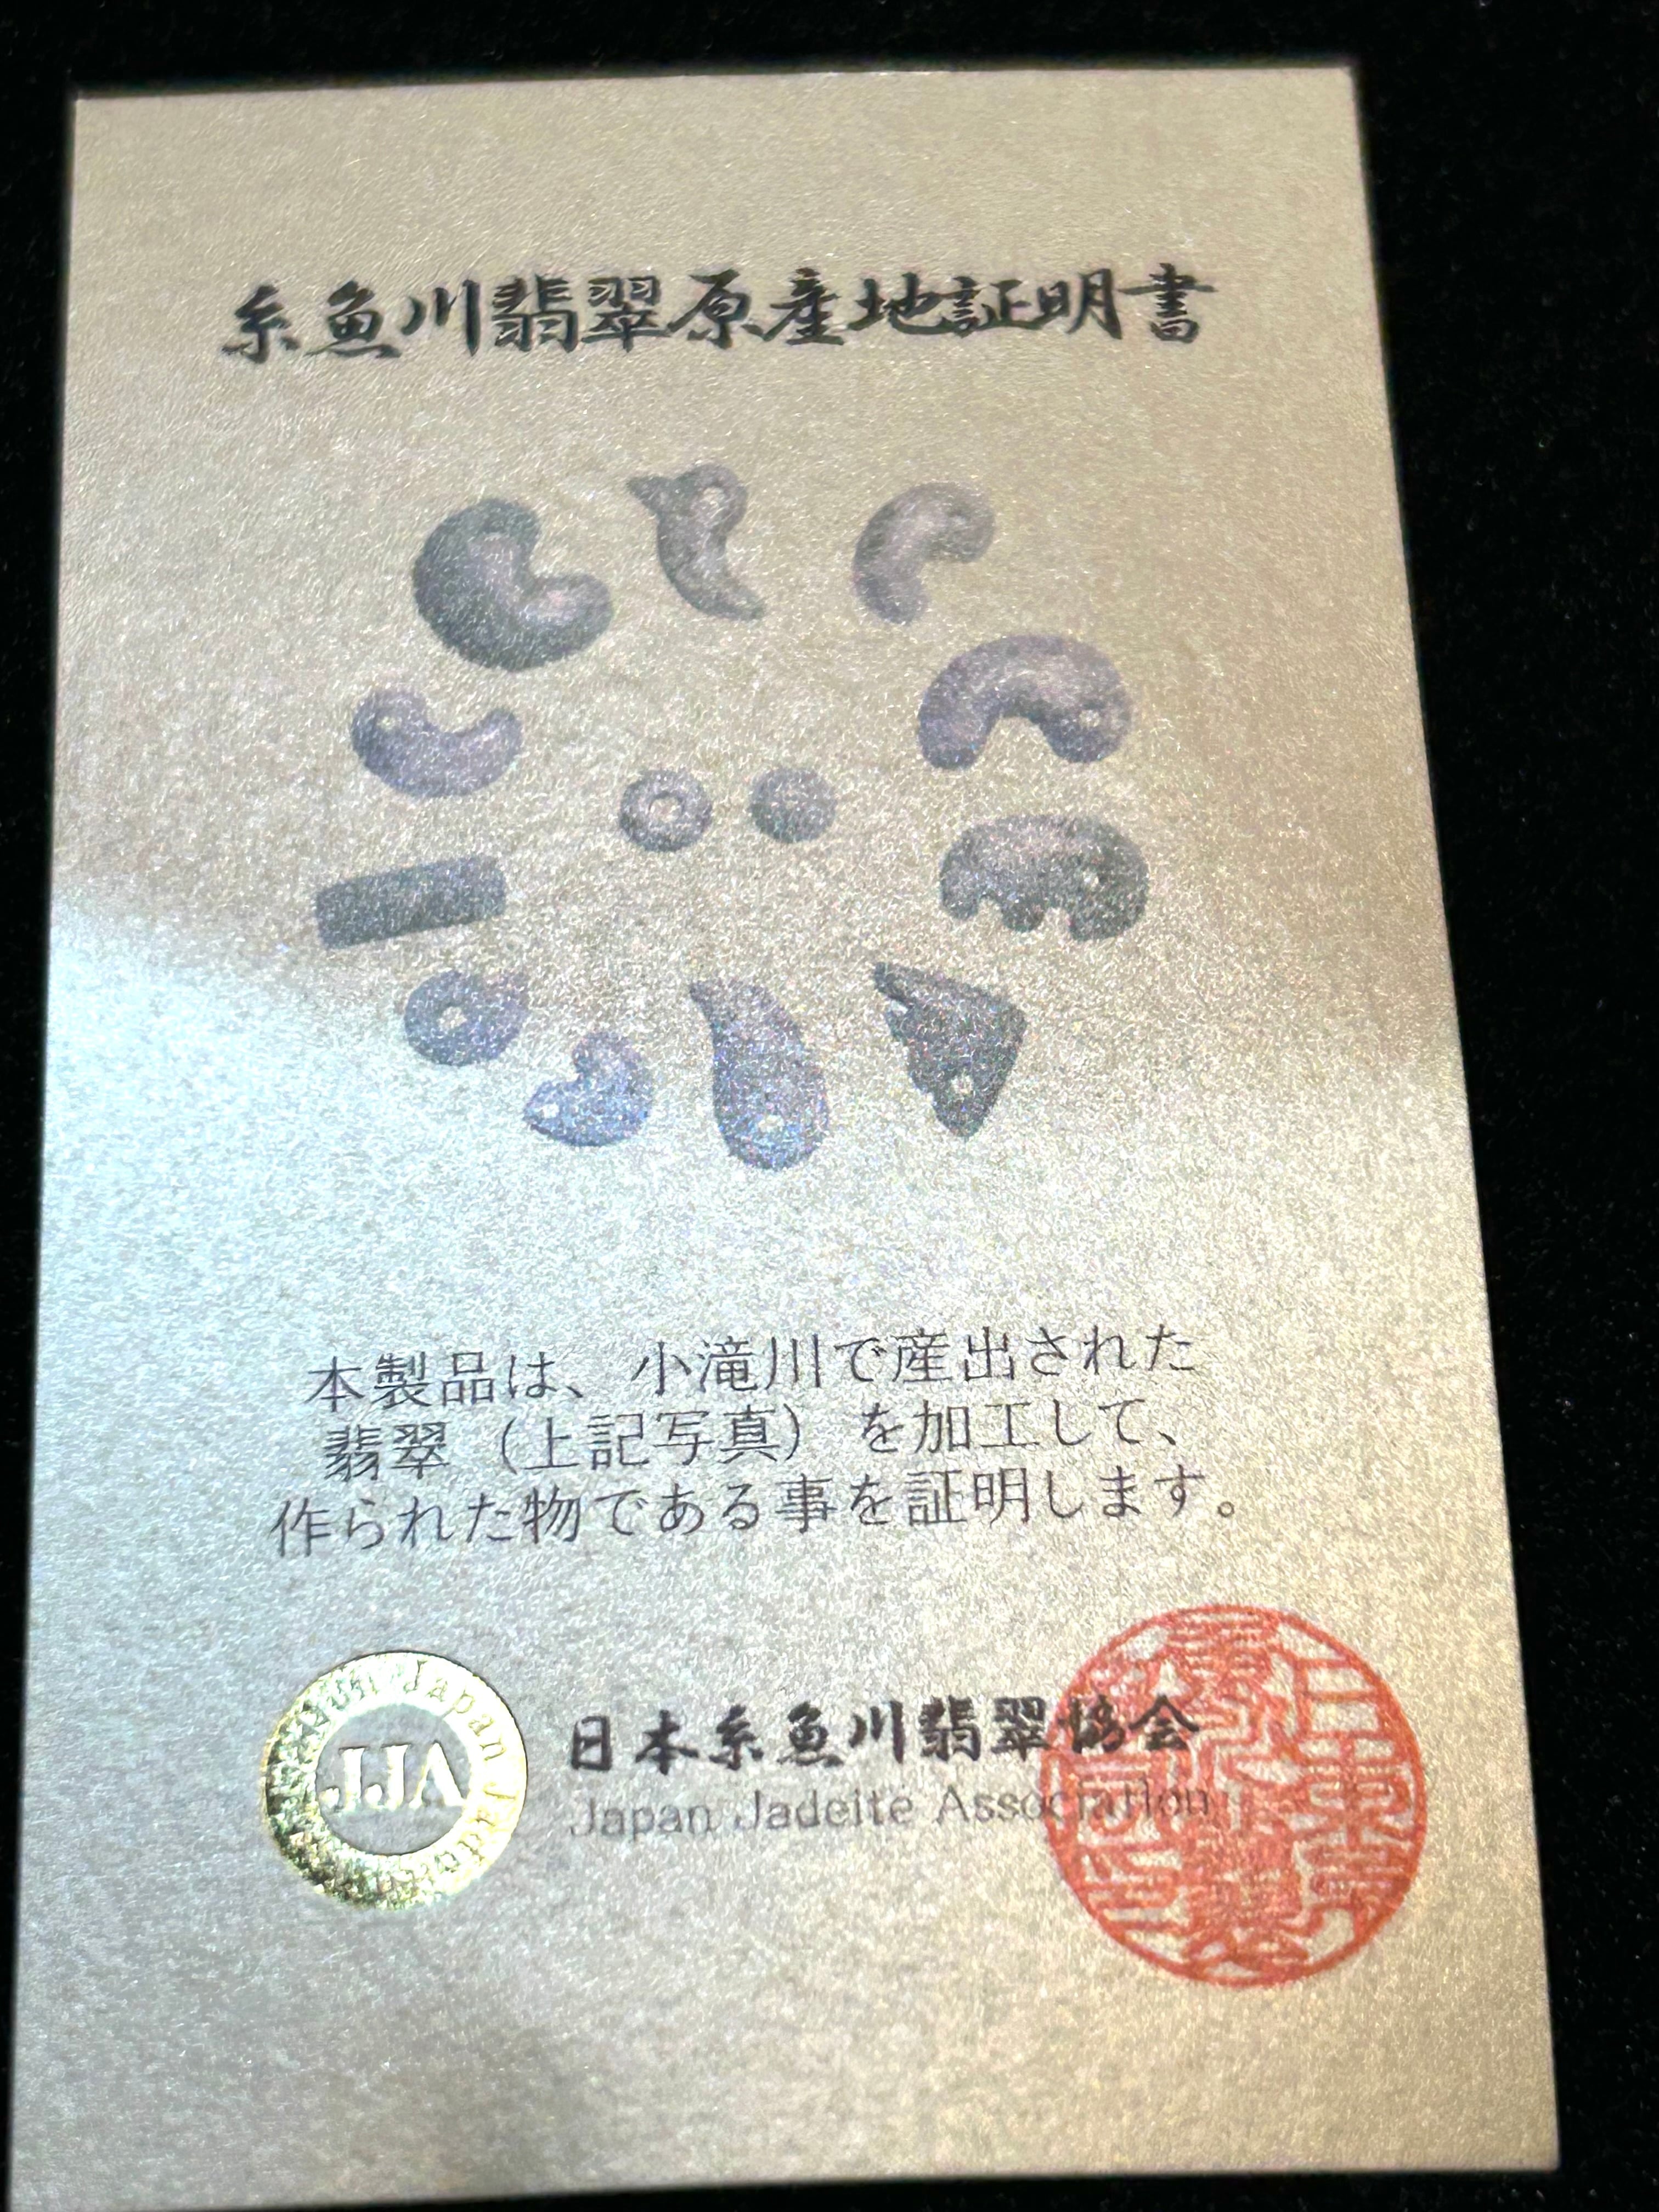 糸魚川翡翠原産地証明書
本製品は、小滝川で産出された
翡翠（上記写真）を加工して、
作られた物である事を証明します。
Japan Jade
JJA
日本糸魚川翡翠協会
Japan Jadeite Association